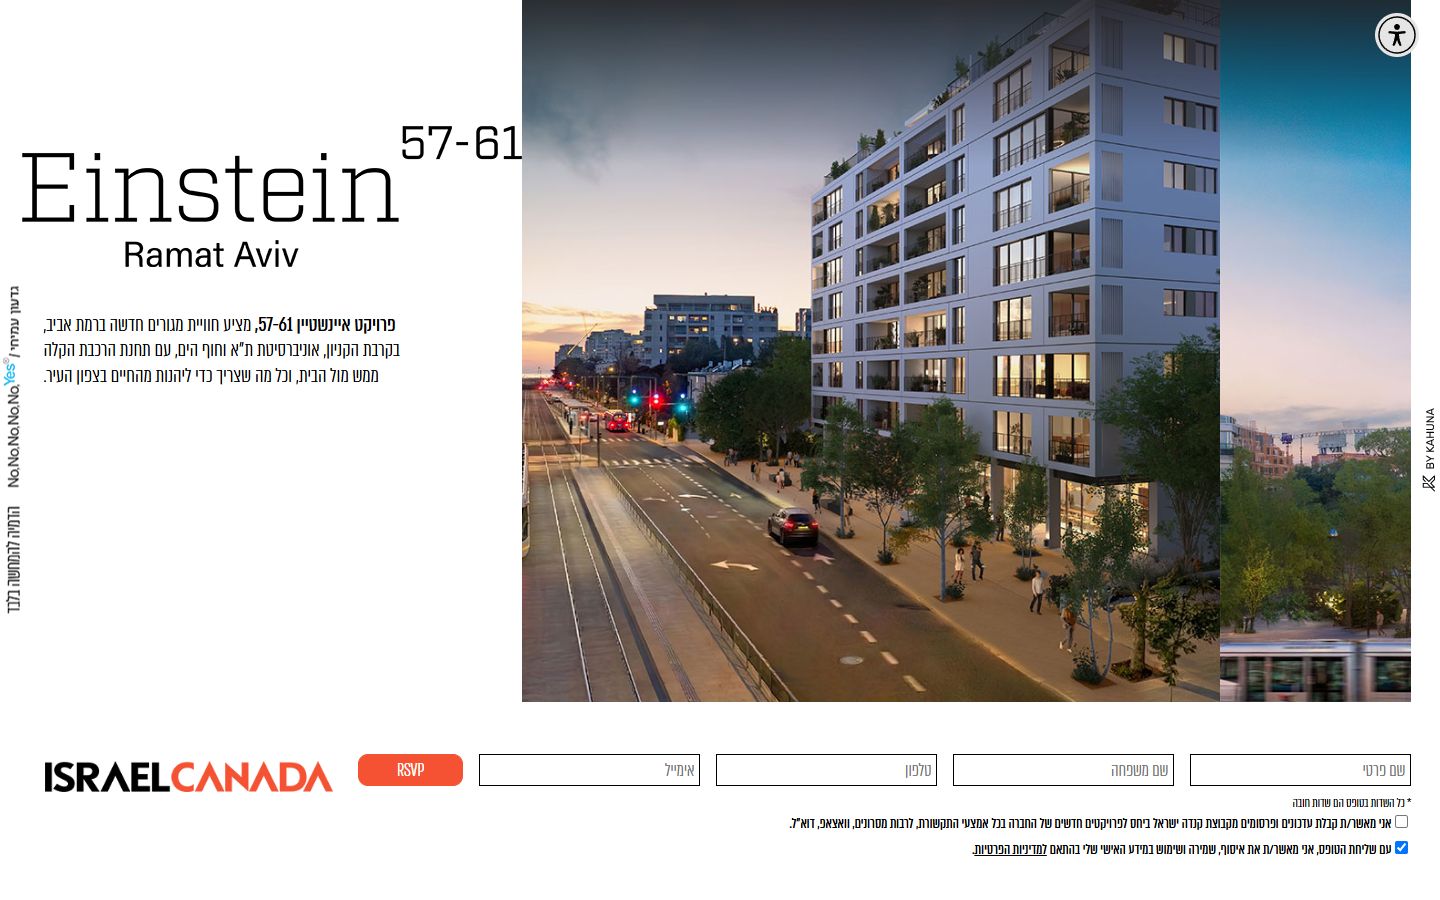 57-61
Einstein
Ramat Aviv
פרויקט איינשטיין 57-61, מציע חוויית מגורים חדשה ברמת אביב,
בקרבת הקניון, אוניברסיטת ת"א וחוף הים, עם תחנת הרכבת הקלה
ממש מול הבית, וכל מה שצריך כדי ליהנות מהחיים בצפון העיר.
No,No,No,No,No,Yes® / גדעון עמיחי
הדמיה להמחשה בלבד
BY KAHUNA
שם פרטי
שם משפחה
טלפון
אימייל
RSVP
ISRAELCANADA
* כל השדות בטופס הם שדות חובה
אני מאשר/ת קבלת עדכונים ופרסומים מקבוצת קנדה ישראל ביחס לפרויקטים חדשים של החברה בכל אמצעי התקשורת, לרבות מסרונים, וואצאפ, דוא"ל.
עם שליחת הטופס, אני מאשר/ת את איסוף, שמירה ושימוש במידע האישי שלי בהתאם למדיניות הפרטיות.